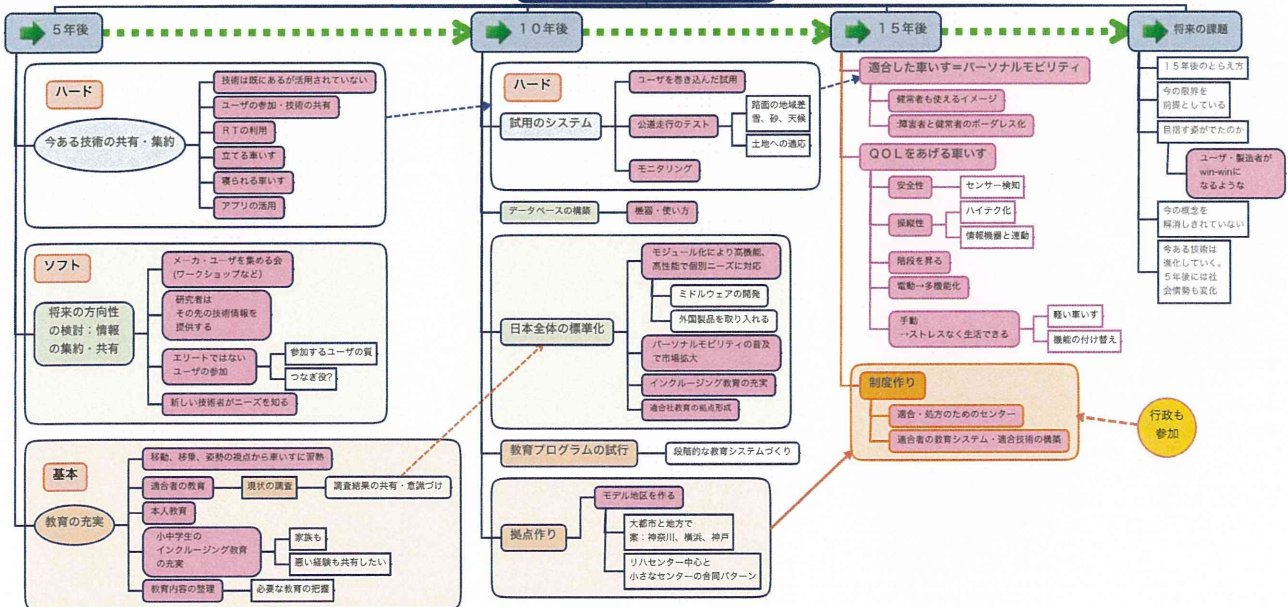 5年後
ハード
今ある技術の共有・集約
技術は既にあるが活用されていない
ユーザの参加・技術の共有
RTの利用
立てる車いす
寝られる車いす
アプリの活用
ソフト
将来の方向性
の検討：情報
の集約・共有
メーカ・ユーザを集める会
(ワークショップなど)
研究者は
その先の技術情報を
提供する
エリートではない
ユーザの参加
参加するユーザの質
つなぎ役?
新しい技術者がニーズを知る
基本
教育の充実
移動、移乗、姿勢の視点から車いすに習熟
適合者の教育
現状の調査
調査結果の共有・意識づけ
本人教育
小中学生の
インクルージング教育
の充実
家族も
悪い経験も共有したい
教育内容の整理
必要な教育の把握
10年後
ハード
試用のシステム
ユーザを巻き込んだ試用
公道走行のテスト
路面の地域差
雪、砂、天候
土地への適応
モニタリング
データベースの構築
機器・使い方
日本全体の標準化
モジュール化により高機能、
高性能で個別ニーズに対応
ミドルウェアの開発
外国製品を取り入れる
パーソナルモビリティの普及
で市場拡大
インクルージング教育の充実
適合社教育の拠点形成
教育プログラムの試行
段階的な教育システムづくり
拠点作り
モデル地区を作る
大都市と地方で
案：神奈川、横浜、神戸
リハセンター中心と
小さなセンターの合同パターン
15年後
適合した車いす＝パーソナルモビリティ
健常者も使えるイメージ
:障害者と健常者のボーダレス化
QOLをあげる車いす
安全性
センサー検知
操縦性
ハイテク化
情報機器と連動
階段を昇る
電動→多機能化
手動
→ストレスなく生活できる
軽い車いす
機能の付け替え
制度作り
適合・処方のためのセンター
適合者の教育システム・適合技術の構築
行政も
参加
将来の課題
15年後のとらえ方
今の限界を
前提としている
目指す姿がでたのか
ユーザ・製造者が
win-winに
なるような
今の概念を
解消しきれていない
今ある技術は
進化していく。
5年後には社
会情勢も変化